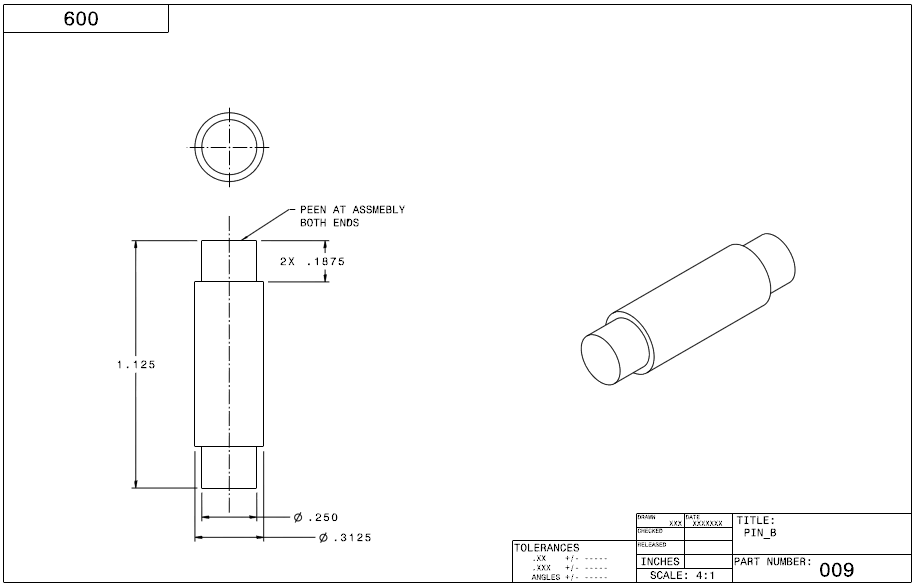 600
PEEN AT ASSMEBLY
BOTH ENDS
2X .1875
1.125
Ø.250
Ø.3125
TOLERANCES
.XX +/- -----
.XXX +/- -----
ANGLES +/- -----
DRAWN
XXX
DATE
XXXXXXX
CHECKED
RELEASED
INCHES
SCALE: 4:1
TITLE:
PIN_B
PART NUMBER:
009